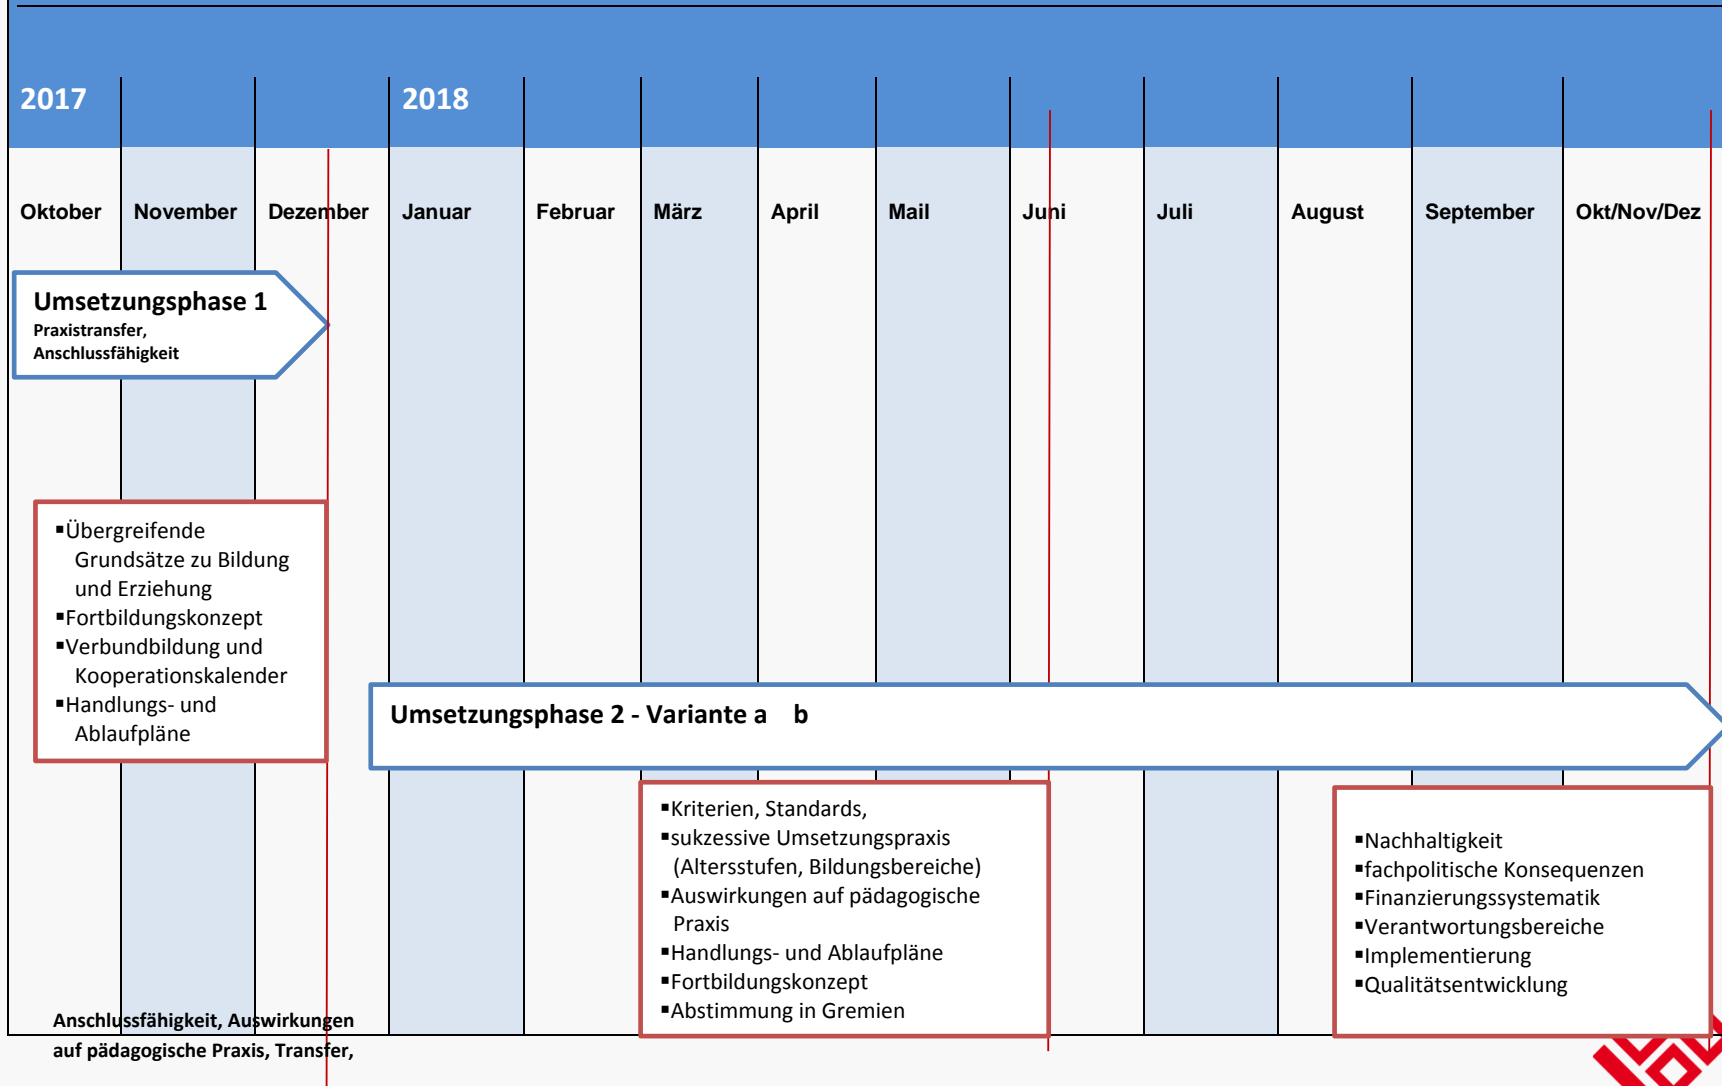 2017 2018
Oktober November Dezember Januar Februar März April Mail Juni Juli August September Okt/Nov/Dez
Umsetzungsphase 1
Praxistransfer,
Anschlussfähigkeit
▪Übergreifende
Grundsätze zu Bildung
und Erziehung
▪Fortbildungskonzept
▪Verbundbildung und
Kooperationskalender
▪Handlungs- und
Ablaufpläne
Umsetzungsphase 2 - Variante a b
▪Kriterien, Standards,
▪sukzessive Umsetzungspraxis
(Altersstufen, Bildungsbereiche)
▪Auswirkungen auf pädagogische
Praxis
▪Handlungs- und Ablaufpläne
▪Fortbildungskonzept
▪Abstimmung in Gremien
▪Nachhaltigkeit
▪fachpolitische Konsequenzen
▪Finanzierungssystematik
▪Verantwortungsbereiche
▪Implementierung
▪Qualitätsentwicklung
Anschlussfähigkeit, Auswirkungen
auf pädagogische Praxis, Transfer,